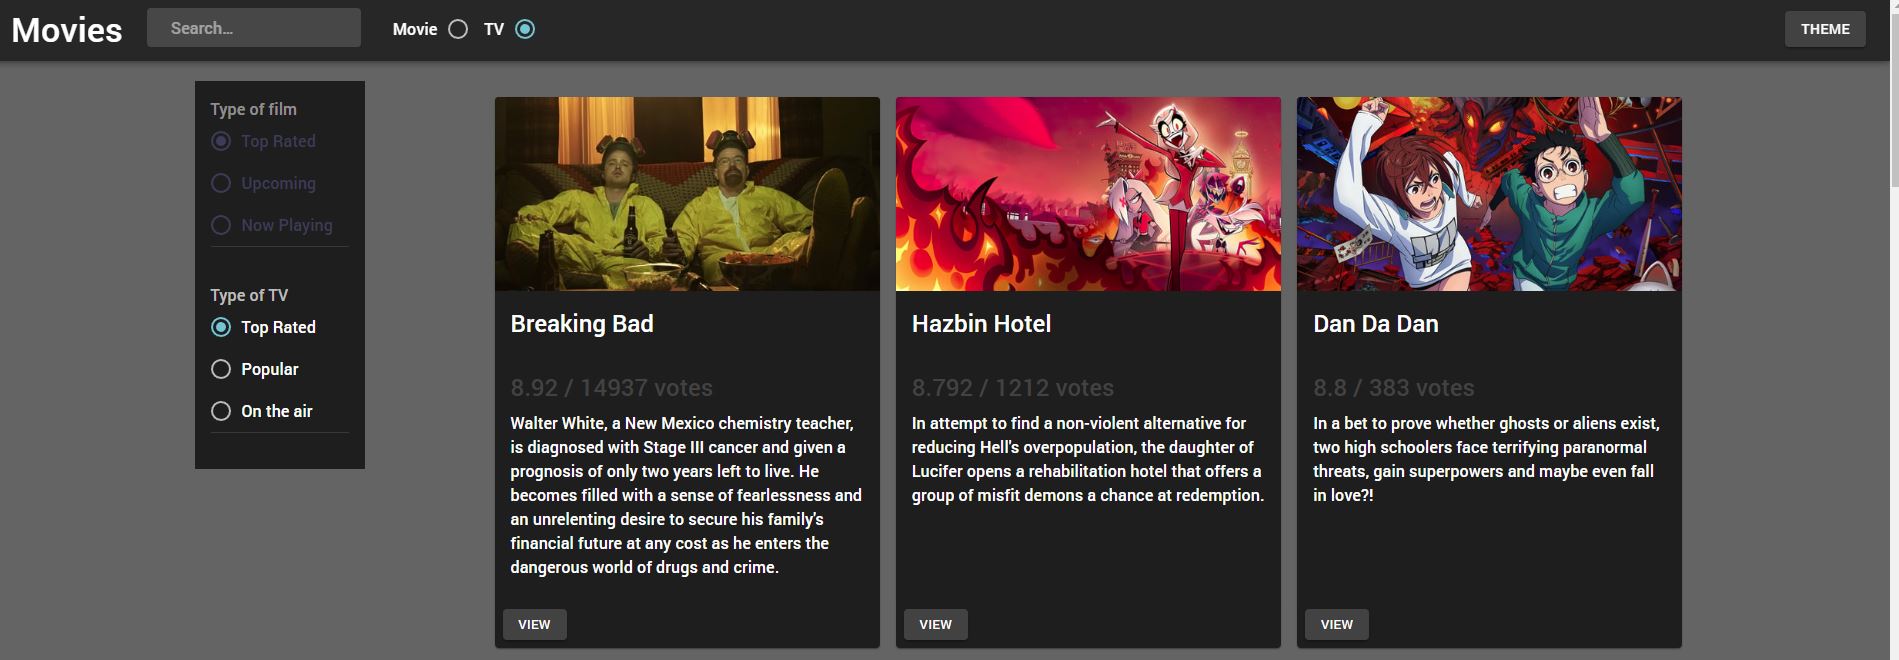 Movies
Search...
Movie
TV
THEME
Type of film
Top Rated
Upcoming
Now Playing
Type of TV
Top Rated
Popular
On the air
Breaking Bad
8.92 / 14937 votes
Walter White, a New Mexico chemistry teacher,
is diagnosed with Stage III cancer and given a
prognosis of only two years left to live. He
becomes filled with a sense of fearlessness and
an unrelenting desire to secure his family's
financial future at any cost as he enters the
dangerous world of drugs and crime.
VIEW
Hazbin Hotel
8.792 / 1212 votes
In attempt to find a non-violent alternative for
reducing Hell's overpopulation, the daughter of
Lucifer opens a rehabilitation hotel that offers a
group of misfit demons a chance at redemption.
VIEW
Dan Da Dan
8.8 / 383 votes
In a bet to prove whether ghosts or aliens exist,
two high schoolers face terrifying paranormal
threats, gain superpowers and maybe even fall
in love?!
VIEW